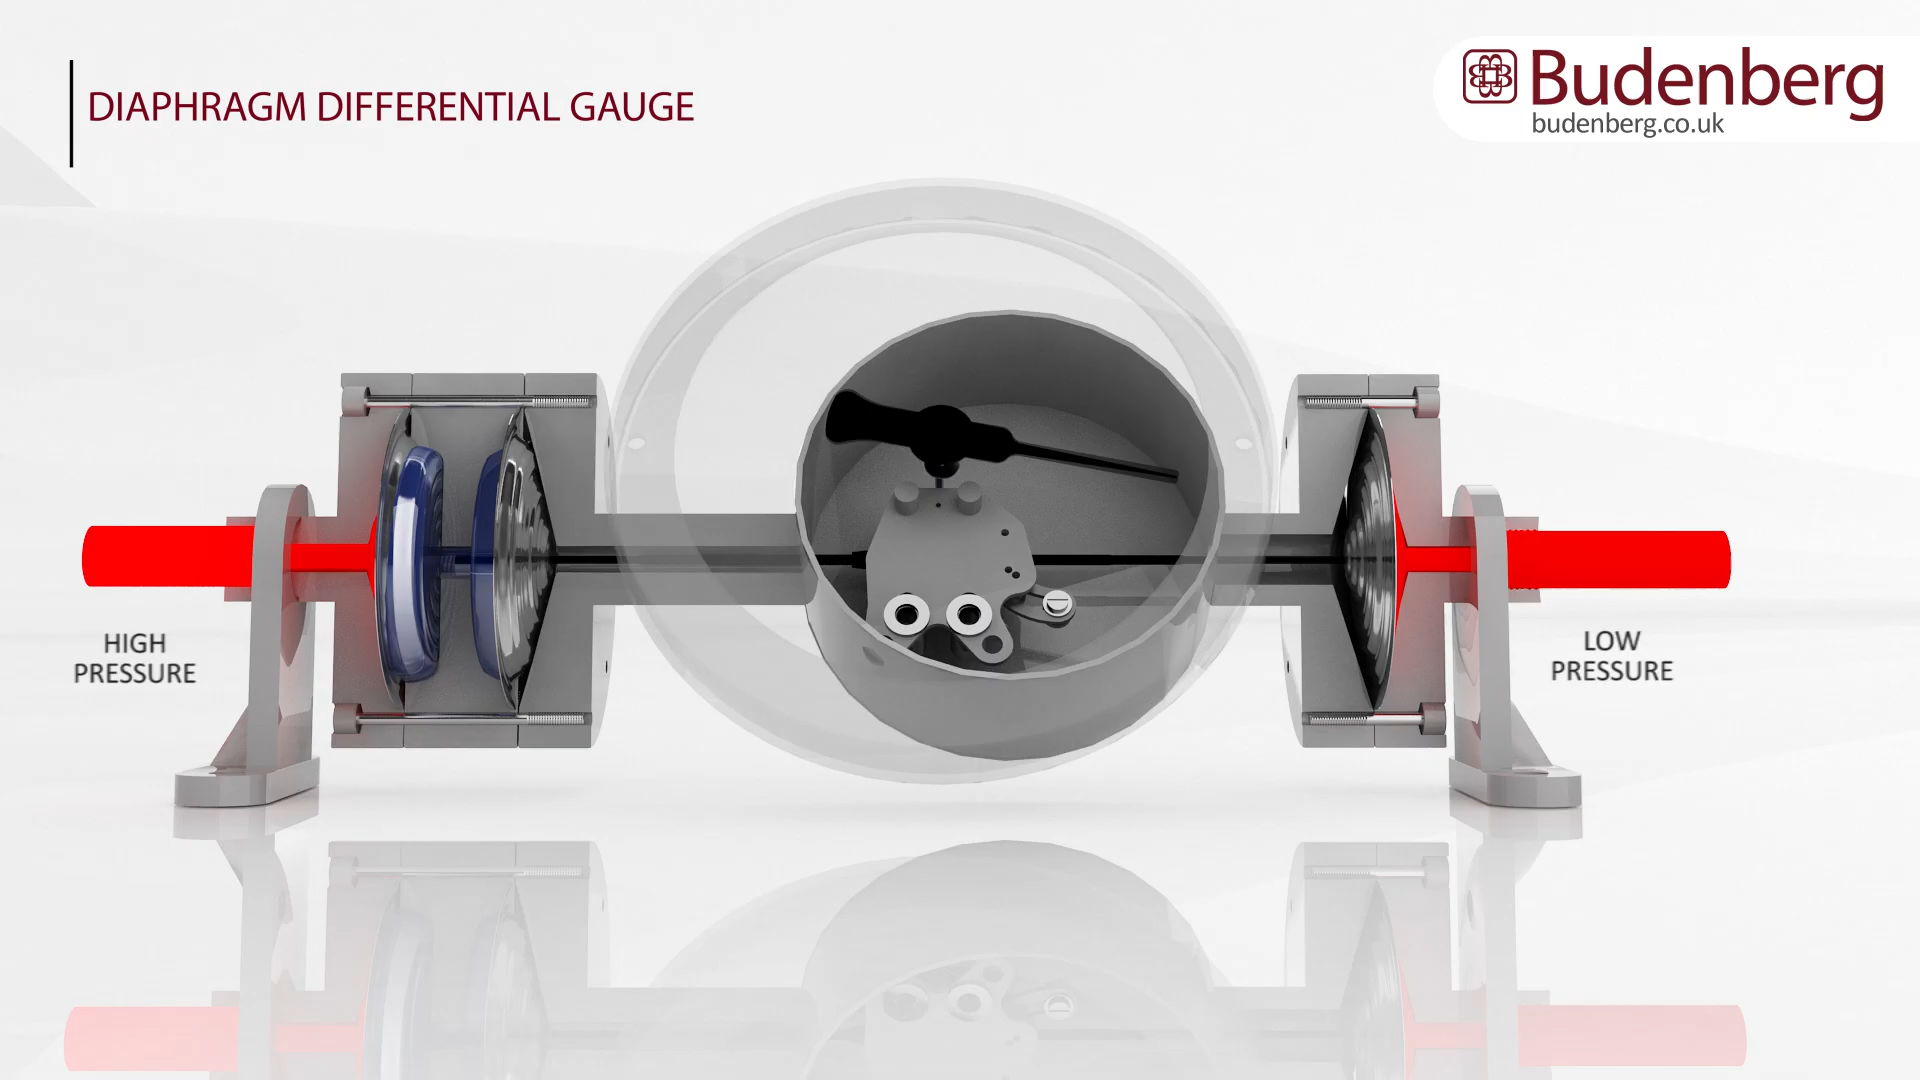 DIAPHRAGM DIFFERENTIAL GAUGE
Budenberg
budenberg.co.uk
HIGH
PRESSURE
LOW
PRESSURE